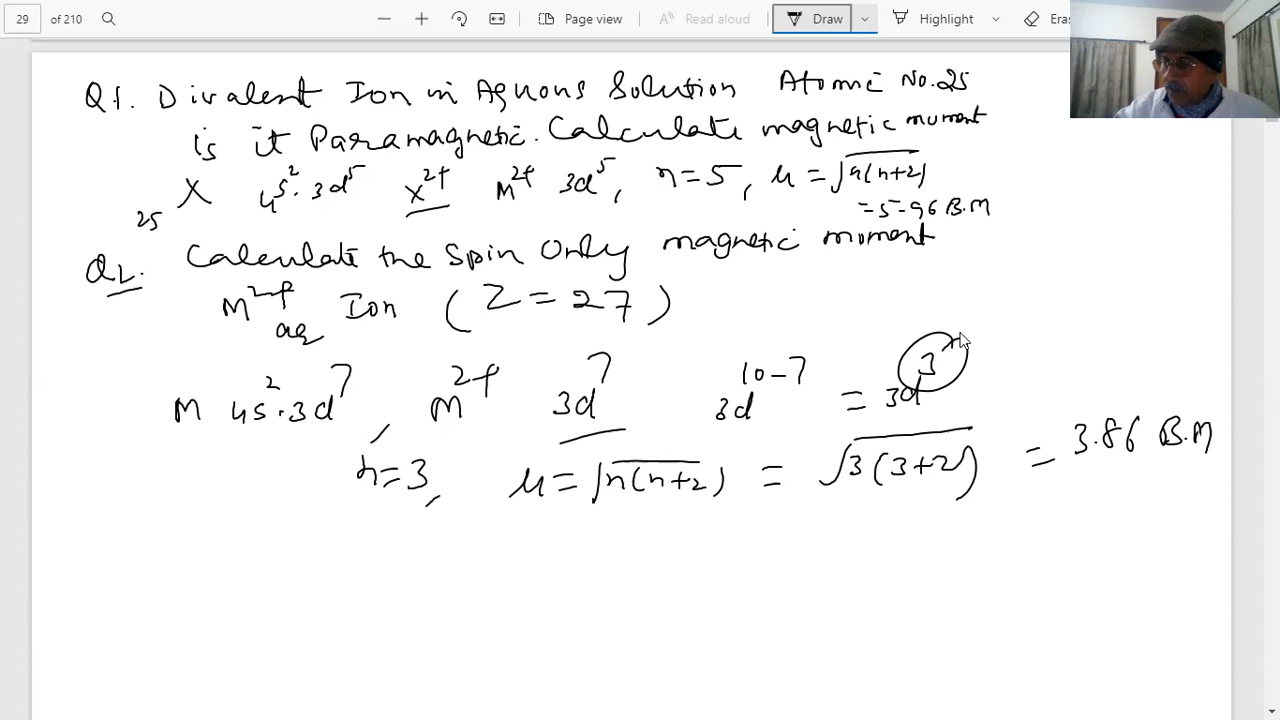 29 of 210 Page view Read aloud Draw Highlight Eras
Q1. Divalent Ion in Aquous Solution Atomic No. 25
is it Paramagnetic. Calculate magnetic moment
₂₅X 4s²·3d⁵ X²⁺ M²⁺ 3d⁵, n=5, μ=√n(n+2)
=5-96 B.M
Q2. Calculate the Spin Only magnetic moment
M²⁺aq Ion (Z=27)
M 4s²·3d⁷, M²⁺ 3d⁷ 3d¹⁰⁻⁷ = 3d³
n=3, μ=√n(n+2) = √3(3+2) = 3.86 B.M